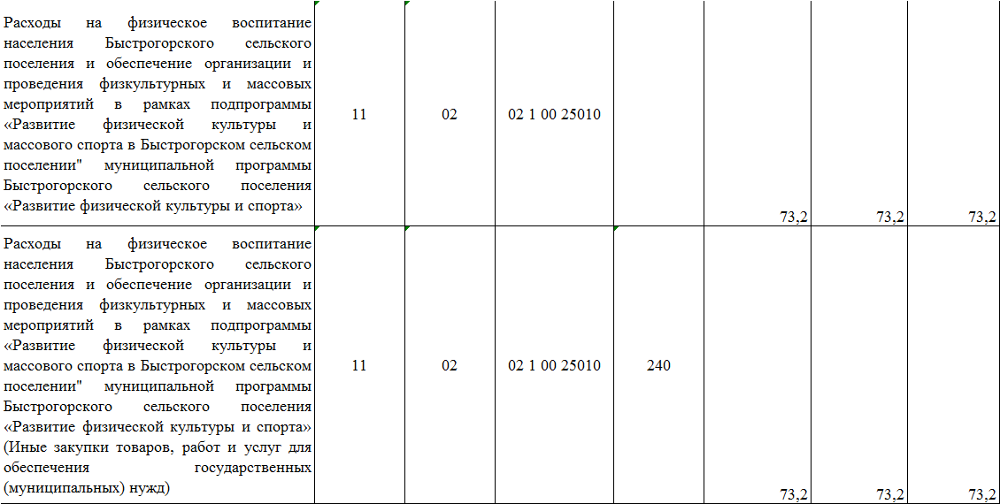 Расходы на физическое воспитание
населения Быстрогорского сельского
поселения и обеспечение организации и
проведения физкультурных и массовых
мероприятий в рамках подпрограммы
«Развитие физической культуры и
массового спорта в Быстрогорском сельском
поселении" муниципальной программы
Быстрогорского сельского поселения
«Развитие физической культуры и спорта»
11 02 02 1 00 25010 73,2 73,2 73,2
Расходы на физическое воспитание
населения Быстрогорского сельского
поселения и обеспечение организации и
проведения физкультурных и массовых
мероприятий в рамках подпрограммы
«Развитие физической культуры и
массового спорта в Быстрогорском сельском
поселении" муниципальной программы
Быстрогорского сельского поселения
«Развитие физической культуры и спорта»
(Иные закупки товаров, работ и услуг для
обеспечения государственных
(муниципальных) нужд)
11 02 02 1 00 25010 240 73,2 73,2 73,2